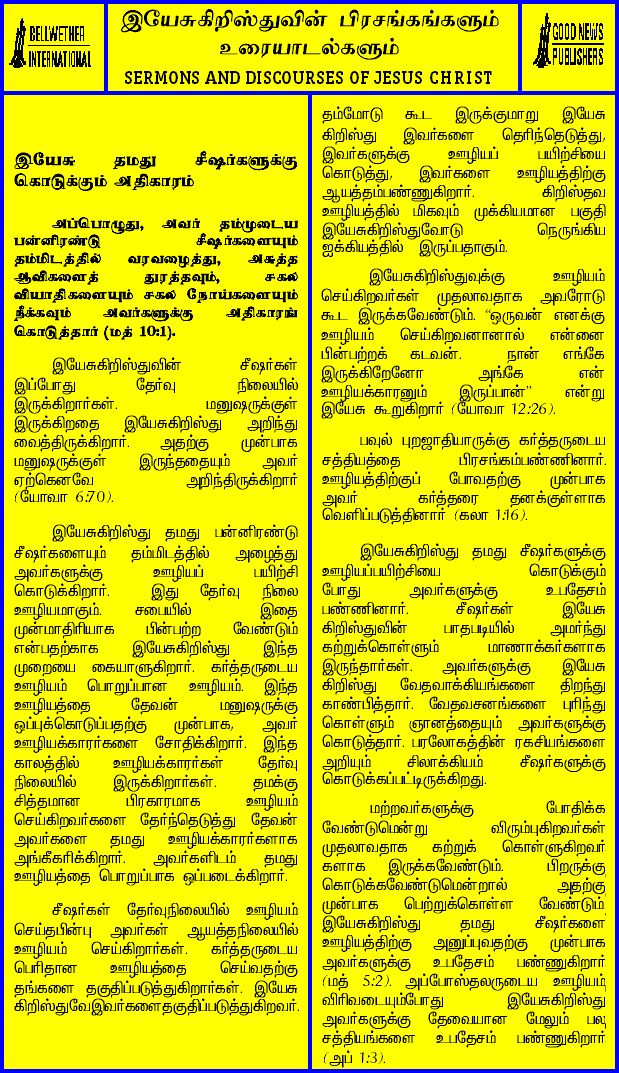 BELLWETHER
INTERNATIONAL
இயேசுகிறிஸ்துவின் பிரசங்கங்களும்
உரையாடல்களும்
SERMONS AND DISCOURSES OF JESUS CHRIST
GOOD NEWS
PUBLISHERS
இயேசு தமது சீஷர்களுக்கு
கொடுக்கும் அதிகாரம்
அப்பொழுது, அவர் தம்முடைய
பன்னிரண்டு சீஷர்களையும்
தம்மிடத்தில் வரவழைத்து, அசுத்த
ஆவிகளைத் துரத்தவும், சகல
வியாதிகளையும் சகல நோய்களையும்
நீக்கவும் அவர்களுக்கு அதிகாரங்
கொடுத்தார் (மத் 10:1).
இயேசுகிறிஸ்துவின் சீஷர்கள்
இப்போது தேர்வு நிலையில்
இருக்கிறார்கள். மனுஷருக்குள்
இருக்கிறதை இயேசுகிறிஸ்து அறிந்து
வைத்திருக்கிறார். அதற்கு முன்பாக
மனுஷருக்குள் இருந்ததையும் அவர்
ஏற்கெனவே அறிந்திருக்கிறார்
(யோவா 6:70).
இயேசுகிறிஸ்து தமது பன்னிரண்டு
சீஷர்களையும் தம்மிடத்தில் அழைத்து
அவர்களுக்கு ஊழியப் பயிற்சி
கொடுக்கிறார். இது தேர்வு நிலை
ஊழியமாகும். சபையில் இதை
முன்மாதிரியாக பின்பற்ற வேண்டும்
என்பதற்காக இயேசுகிறிஸ்து இந்த
முறையை கையாளுகிறார். கர்த்தருடைய
ஊழியம் பொறுப்பான ஊழியம். இந்த
ஊழியத்தை தேவன் மனுஷருக்கு
ஒப்புக்கொடுப்பதற்கு முன்பாக, அவர்
ஊழியக்காரர்களை சோதிக்கிறார். இந்த
காலத்தில் ஊழியக்காரர்கள் தேர்வு
நிலையில் இருக்கிறார்கள். தமக்கு
சித்தமான பிரகாரமாக ஊழியம்
செய்கிறவர்களை தேர்ந்தெடுத்து தேவன்
அவர்களை தமது ஊழியக்காரர்களாக
அங்கீகரிக்கிறார். அவர்களிடம் தமது
ஊழியத்தை பொறுப்பாக ஒப்படைக்கிறார்.
சீஷர்கள் தேர்வுநிலையில் ஊழியம்
செய்தபின்பு அவர்கள் ஆயத்தநிலையில்
ஊழியம் செய்கிறார்கள். கர்த்தருடைய
பெரிதான ஊழியத்தை செய்வதற்கு
தங்களை தகுதிப்படுத்துகிறார்கள். இயேசு
கிறிஸ்துவேஇவர்களைதகுதிப்படுத்துகிறவர்.
தம்மோடு கூட இருக்குமாறு இயேசு
கிறிஸ்து இவர்களை தெரிந்தெடுத்து,
இவர்களுக்கு ஊழியப் பயிற்சியை
கொடுத்து, இவர்களை ஊழியத்திற்கு
ஆயத்தம்பண்ணுகிறார். கிறிஸ்தவ
ஊழியத்தில் மிகவும் முக்கியமான பகுதி
இயேசுகிறிஸ்துவோடு நெருங்கிய
ஐக்கியத்தில் இருப்பதாகும்.
இயேசுகிறிஸ்துவுக்கு ஊழியம்
செய்கிறவர்கள் முதலாவதாக அவரோடு
கூட இருக்கவேண்டும். “ஒருவன் எனக்கு
ஊழியம் செய்கிறவனானால் என்னை
பின்பற்றக் கடவன். நான் எங்கே
இருக்கிறேனோ அங்கே என்
ஊழியக்காரனும் இருப்பான்” என்று
இயேசு கூறுகிறார் (யோவா 12:26).
பவுல் புறஜாதியாருக்கு கர்த்தருடைய
சத்தியத்தை பிரசங்கம்பண்ணினார்.
ஊழியத்திற்குப் போவதற்கு முன்பாக
அவர் கர்த்தரை தனக்குள்ளாக
வெளிப்படுத்தினார் (கலா 1:16).
இயேசுகிறிஸ்து தமது சீஷர்களுக்கு
ஊழியப்பயிற்சியை கொடுக்கும்
போது அவர்களுக்கு உபதேசம்
பண்ணினார். சீஷர்கள் இயேசு
கிறிஸ்துவின் பாதபடியில் அமர்ந்து
கற்றுக்கொள்ளும் மாணாக்கர்களாக
இருந்தார்கள். அவர்களுக்கு இயேசு
கிறிஸ்து வேதவாக்கியங்களை திறந்து
காண்பித்தார். வேதவசனங்களை புரிந்து
கொள்ளும் ஞானத்தையும் அவர்களுக்கு
கொடுத்தார். பரலோகத்தின் ரகசியங்களை
அறியும் சிலாக்கியம் சீஷர்களுக்கு
கொடுக்கப்பட்டிருக்கிறது.
மற்றவர்களுக்கு போதிக்க
வேண்டுமென்று விரும்புகிறவர்கள்
முதலாவதாக கற்றுக் கொள்ளுகிறவர்
களாக இருக்கவேண்டும். பிறருக்கு
கொடுக்கவேண்டுமென்றால் அதற்கு
முன்பாக பெற்றுக்கொள்ள வேண்டும்.
இயேசுகிறிஸ்து தமது சீஷர்களை
ஊழியத்திற்கு அனுப்புவதற்கு முன்பாக
அவர்களுக்கு உபதேசம் பண்ணுகிறார்
(மத் 5:2). அப்போஸ்தலருடைய ஊழியம்
விரிவடையும்போது இயேசுகிறிஸ்து
அவர்களுக்கு தேவையான மேலும் பல
சத்தியங்களை உபதேசம் பண்ணுகிறார்
(அப் 1:3).